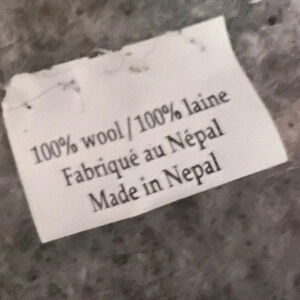 100% wool / 100% laine
Fabriqué au Népal
Made in Nepal